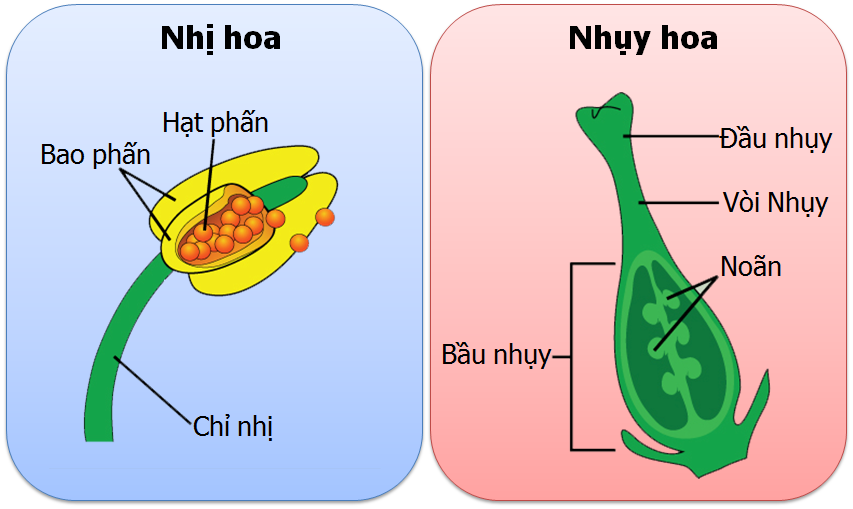 Nhị hoa
Hạt phấn
Bao phấn
Chỉ nhị
Nhụy hoa
Đầu nhụy
Vòi Nhụy
Noãn
Bầu nhụy